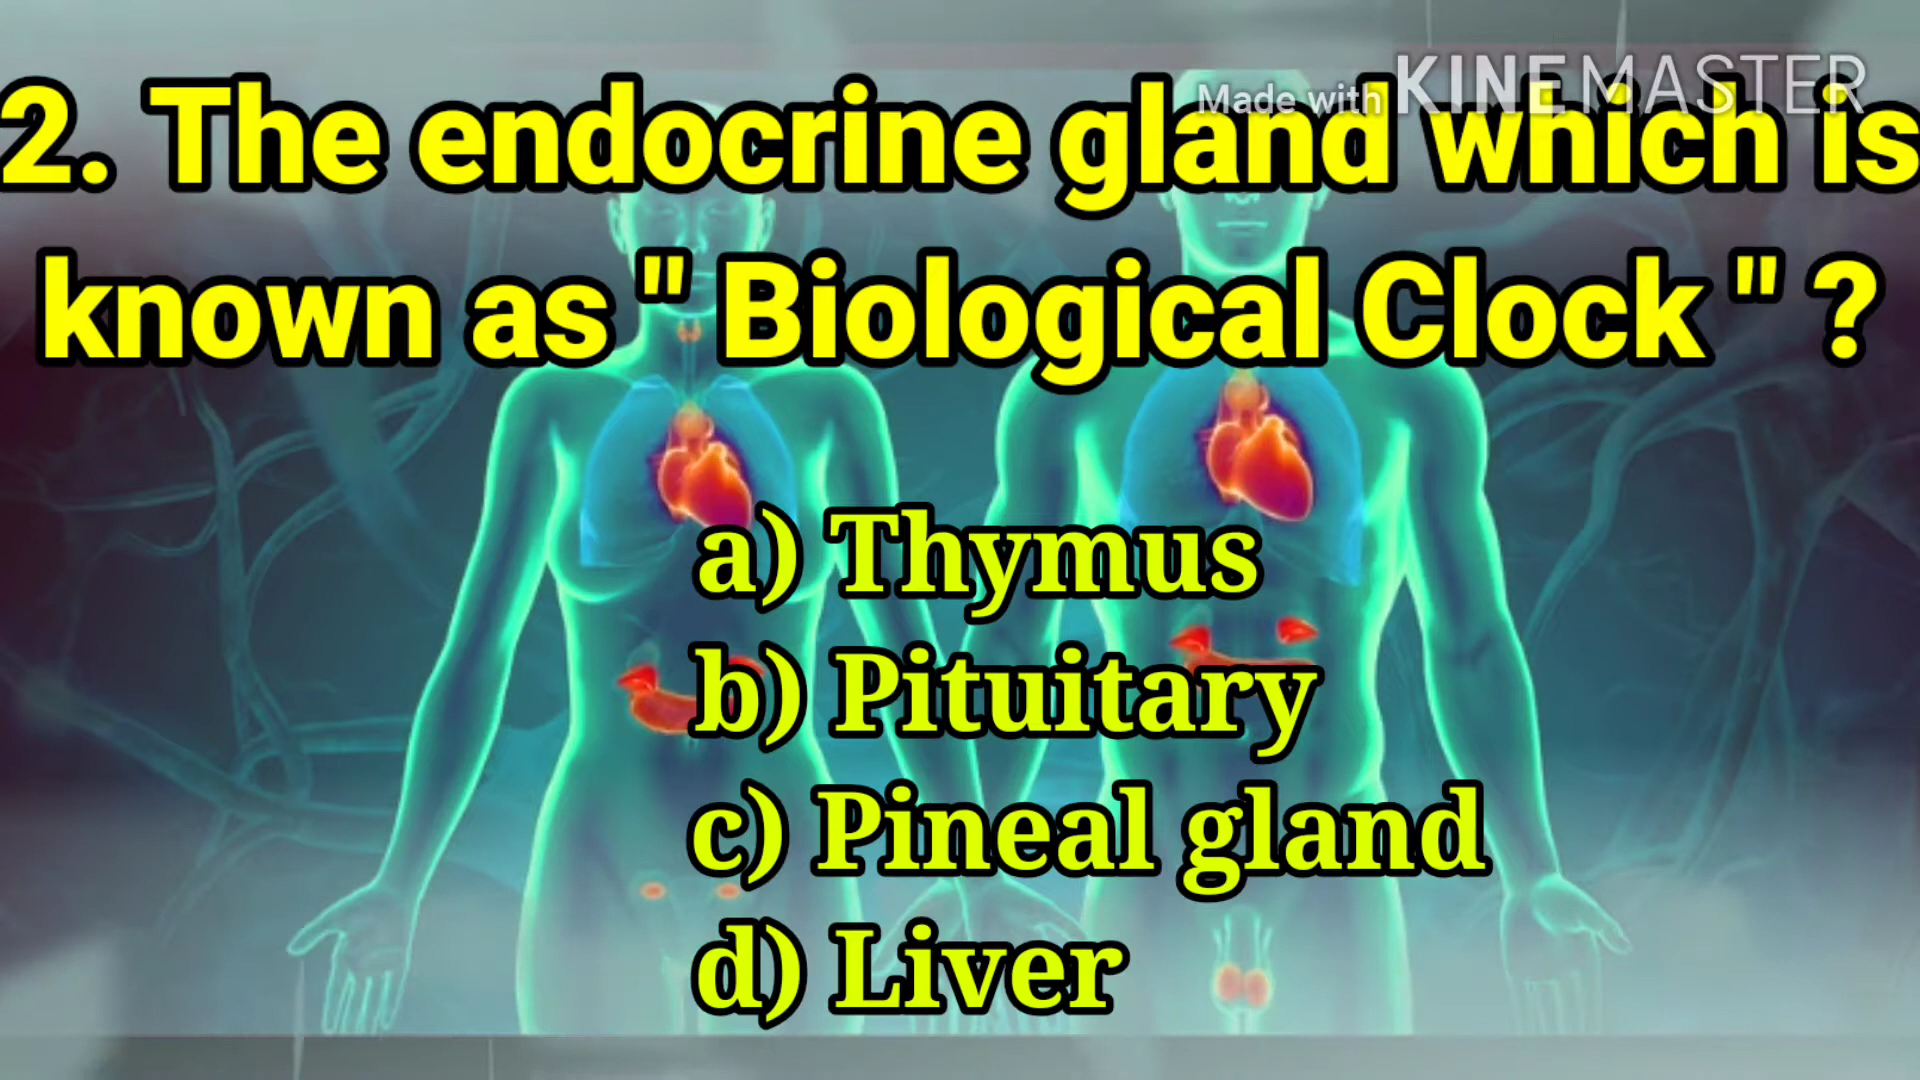 Made with KINEMASTER
2. The endocrine gland which is
known as " Biological Clock " ?
a) Thymus
b) Pituitary
c) Pineal gland
d) Liver